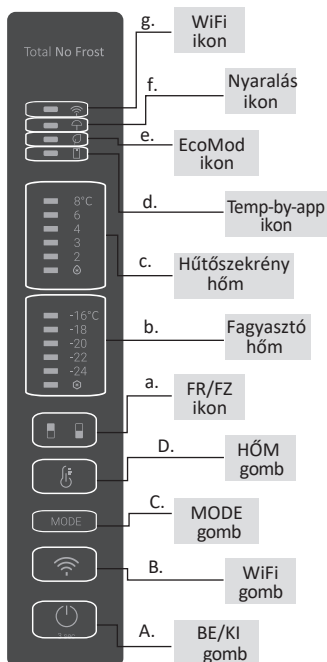 g.
WiFi
ikon
Total No Frost
f.
Nyaralás
ikon
e.
EcoMod
ikon
d.
Temp-by-app
ikon
8°C
6
4
3
2
c.
Hűtőszekrény
hőm
-16°C
-18
-20
-22
-24
b.
Fagyasztó
hőm
a.
FR/FZ
ikon
D.
HŐM
gomb
MODE
C.
MODE
gomb
B.
WiFi
gomb
3 sec
A.
BE/KI
gomb